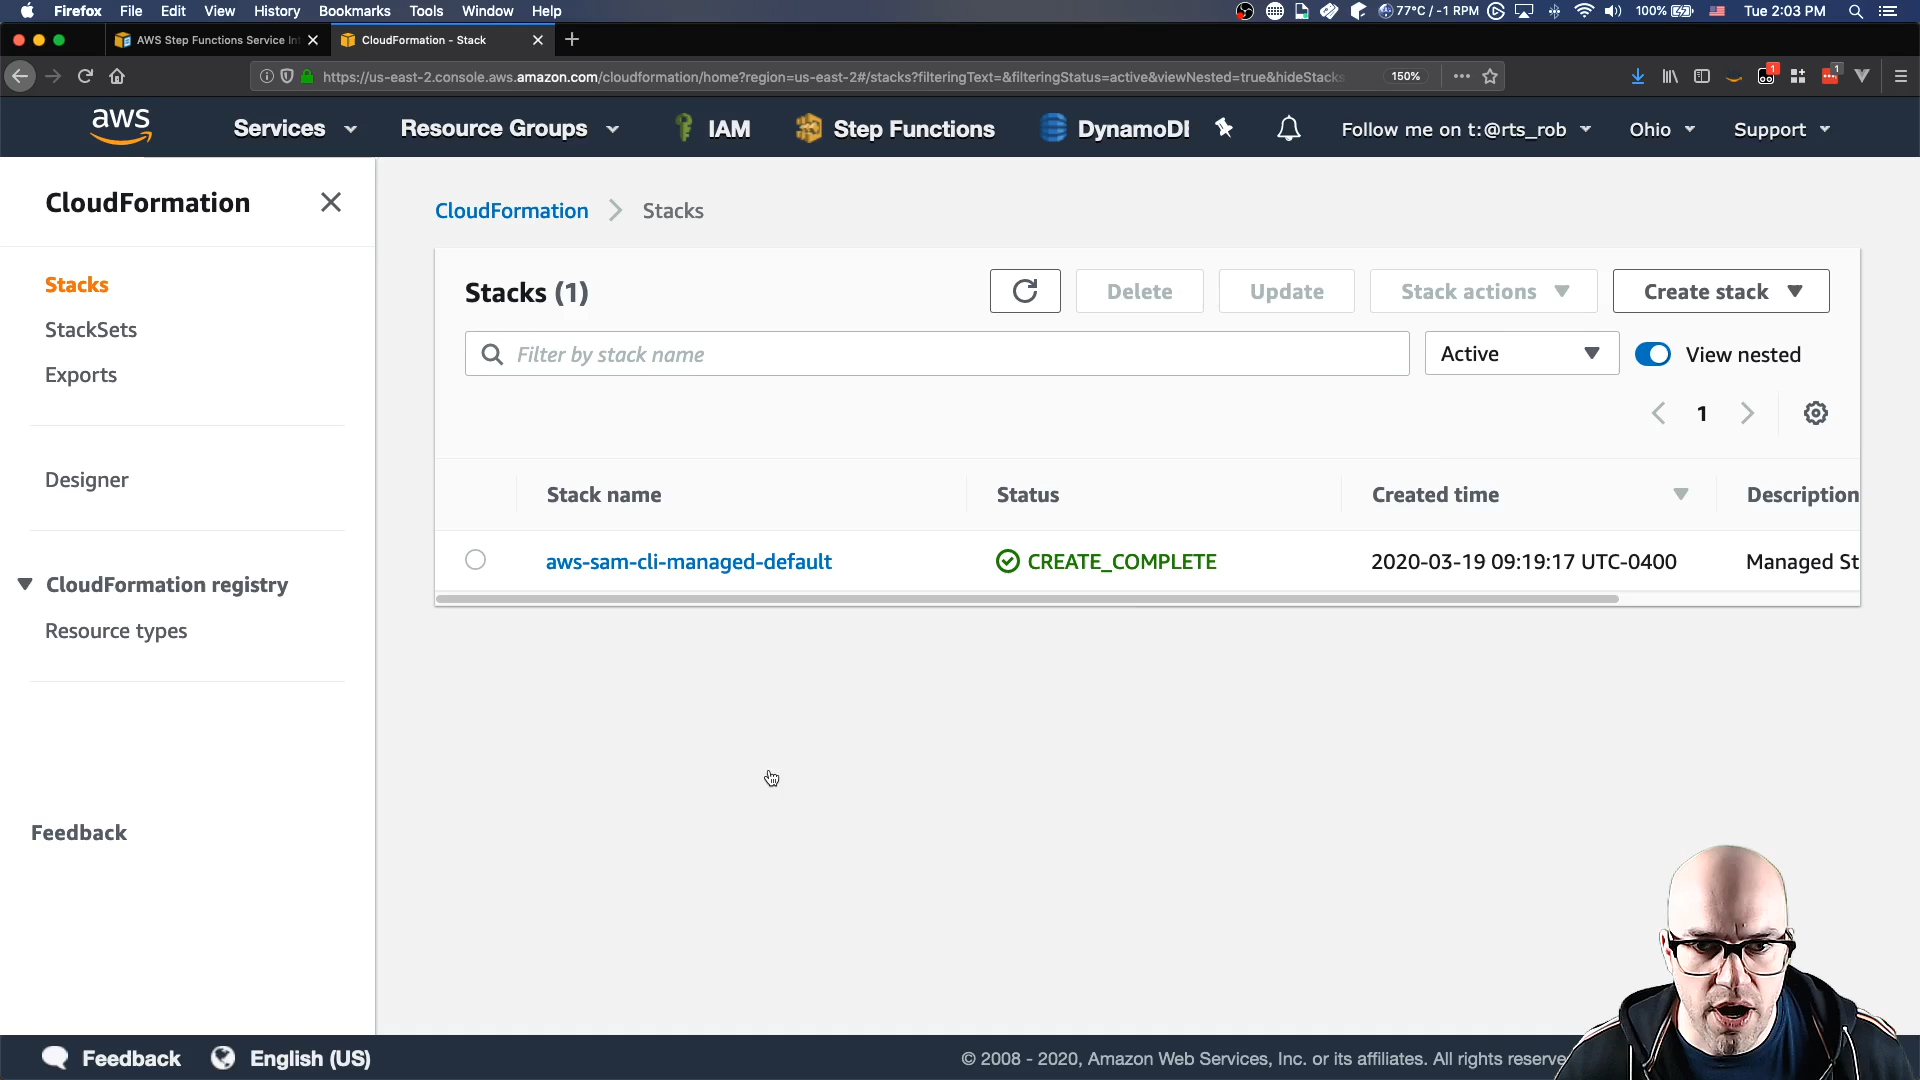 Firefox File Edit View History Bookmarks Tools Window Help 77°C / -1 RPM 100% Tue 2:03 PM
AWS Step Functions Service In
CloudFormation - Stack
https://us-east-2.console.aws.amazon.com/cloudformation/home?region=us-east-2#/stacks?filteringText=&filteringStatus=active&viewNested=true&hideStacks 150%
1
1
aws Services Resource Groups IAM Step Functions DynamoDB Follow me on t:@rts_rob Ohio Support
CloudFormation
Stacks
StackSets
Exports
Designer
CloudFormation registry
Resource types
Feedback
CloudFormation Stacks
Stacks (1) Delete Update Stack actions Create stack
Filter by stack name Active View nested
1
Stack name Status Created time Description
aws-sam-cli-managed-default CREATE_COMPLETE 2020-03-19 09:19:17 UTC-0400 Managed St
Feedback English (US) © 2008 - 2020, Amazon Web Services, Inc. or its affiliates. All rights reserve